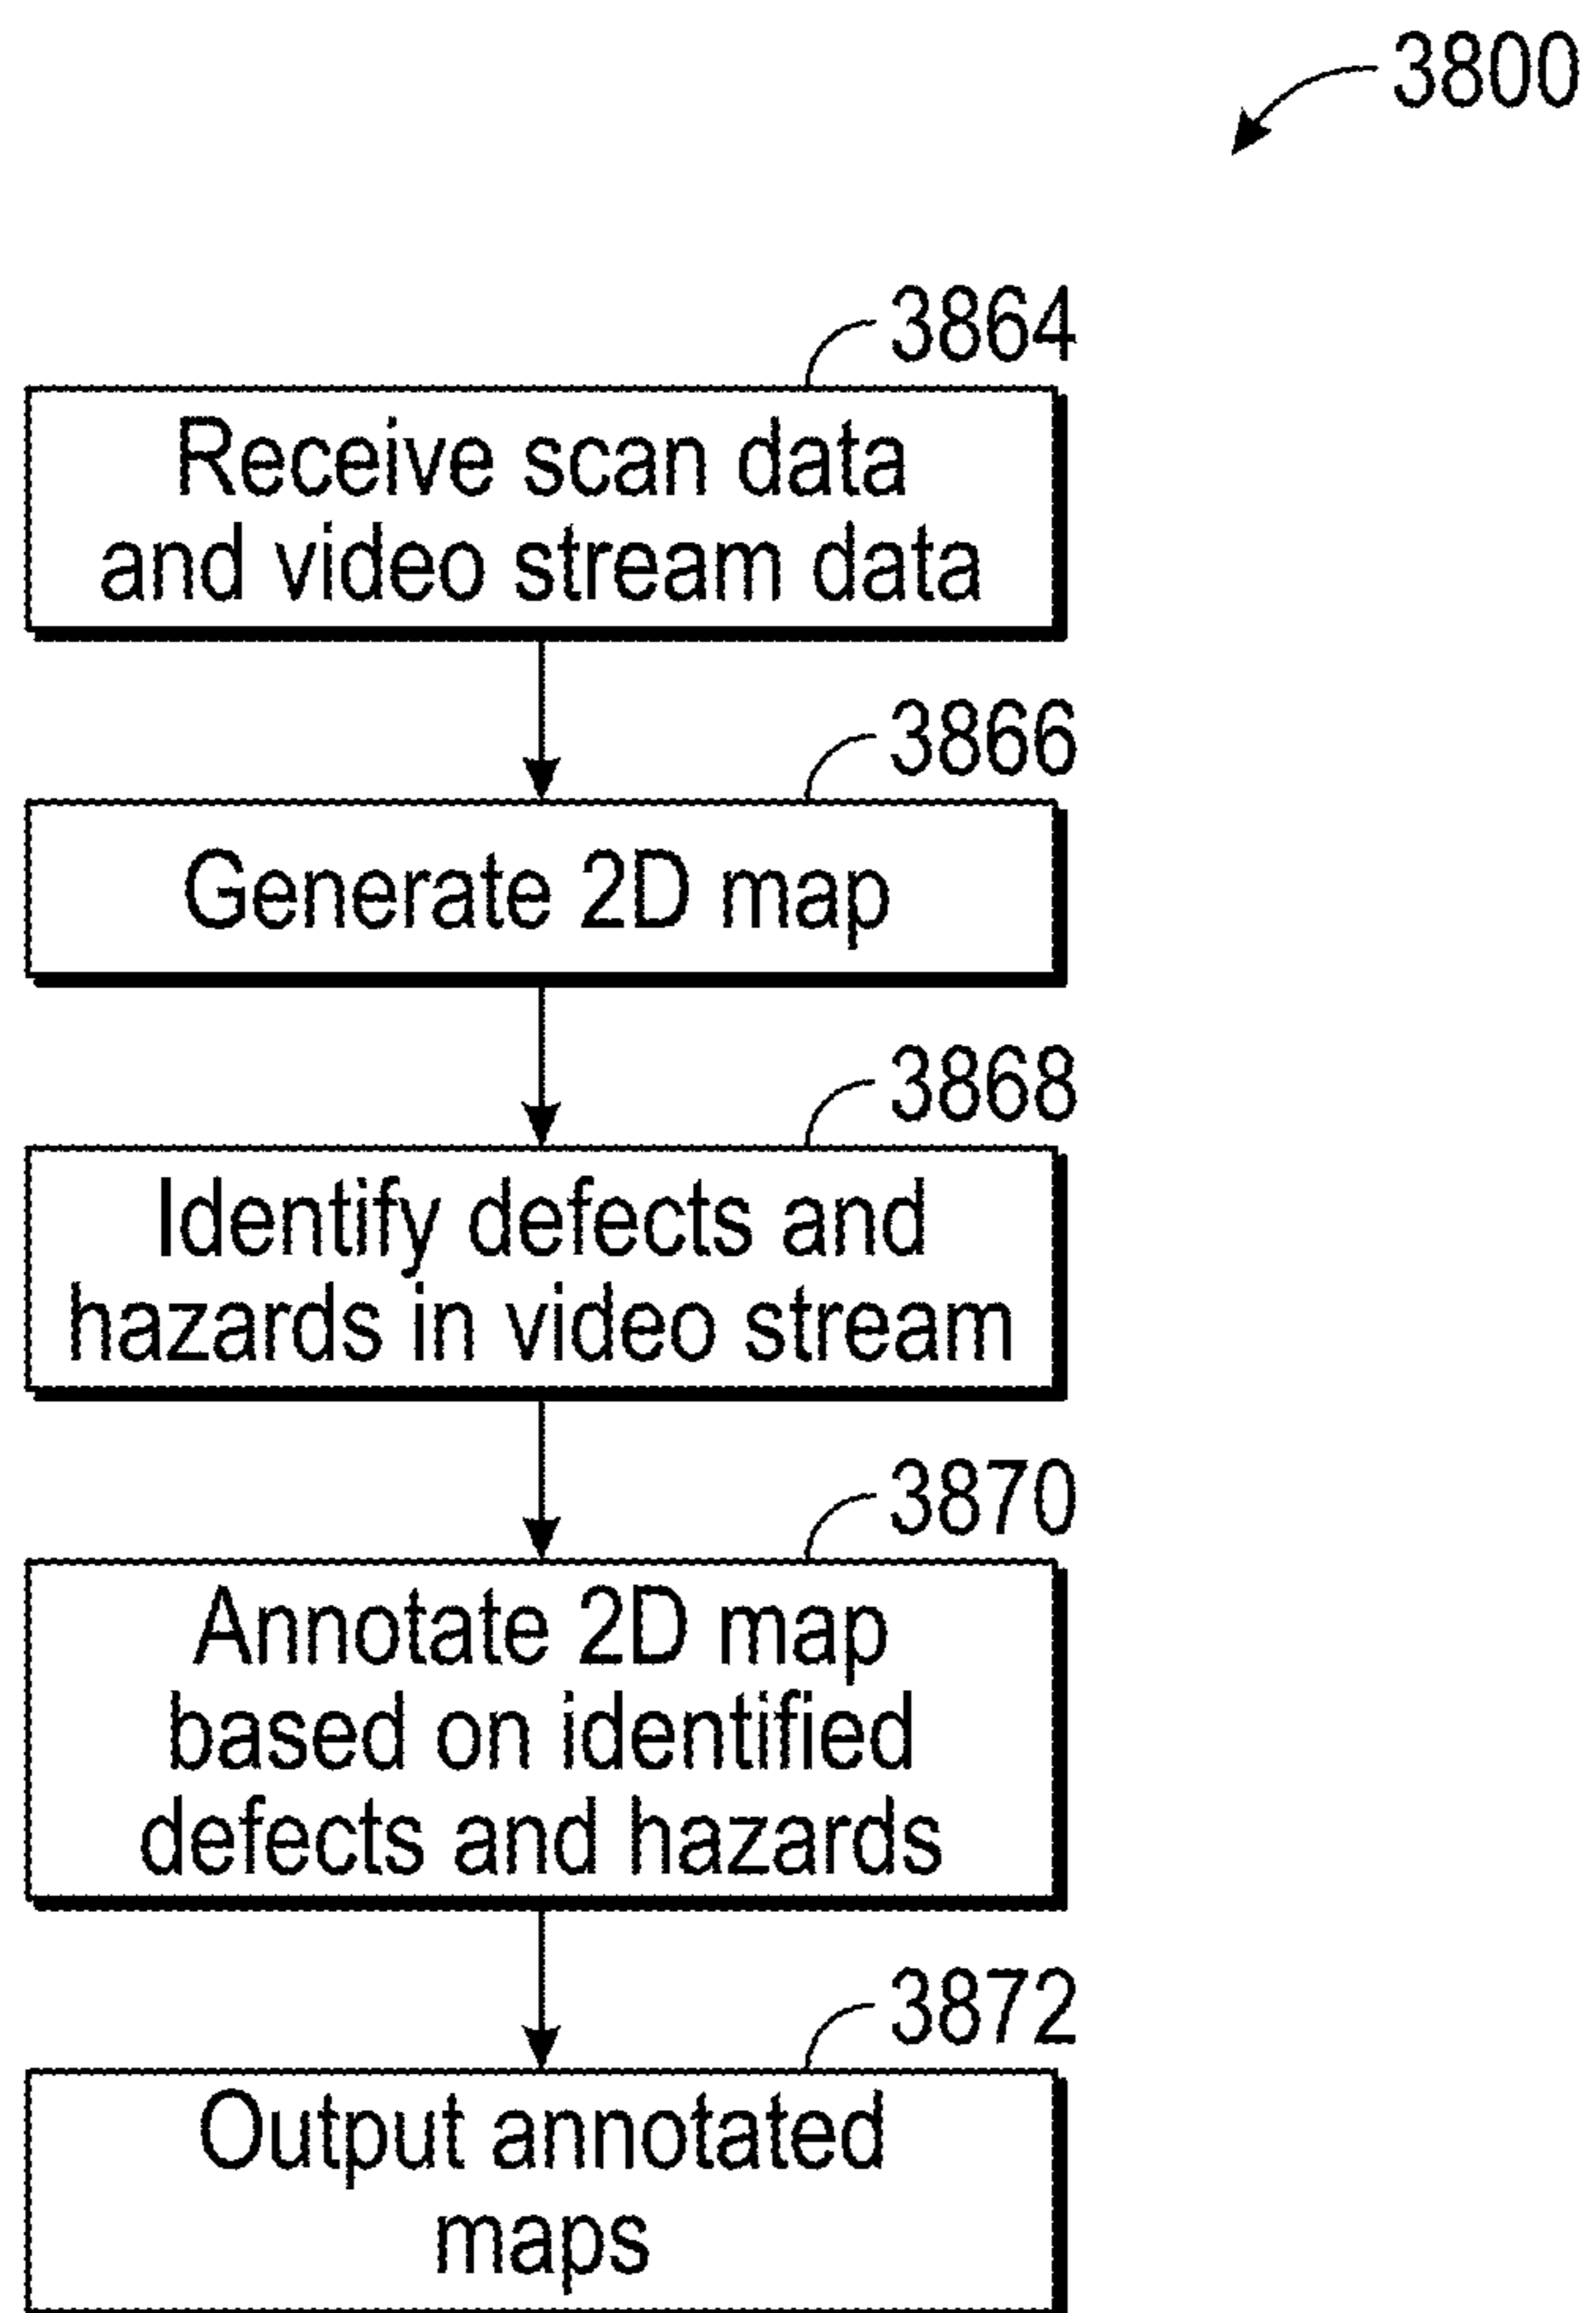 3800
3864
Receive scan data
and video stream data
3866
Generate 2D map
3868
Identify defects and
hazards in video stream
3870
Annotate 2D map
based on identified
defects and hazards
3872
Output annotated
maps